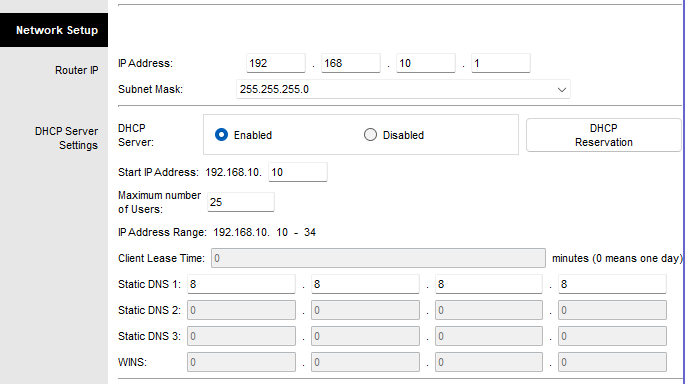 Network Setup
Router IP
IP Address: 192 . 168 . 10 . 1
Subnet Mask: 255.255.255.0
DHCP Server Settings
DHCP Server: Enabled Disabled DHCP Reservation
Start IP Address: 192.168.10. 10
Maximum number of Users: 25
IP Address Range: 192.168.10. 10 - 34
Client Lease Time: 0 minutes (0 means one day)
Static DNS 1: 8 . 8 . 8 . 8
Static DNS 2: 0 . 0 . 0 . 0
Static DNS 3: 0 . 0 . 0 . 0
WINS: 0 . 0 . 0 . 0